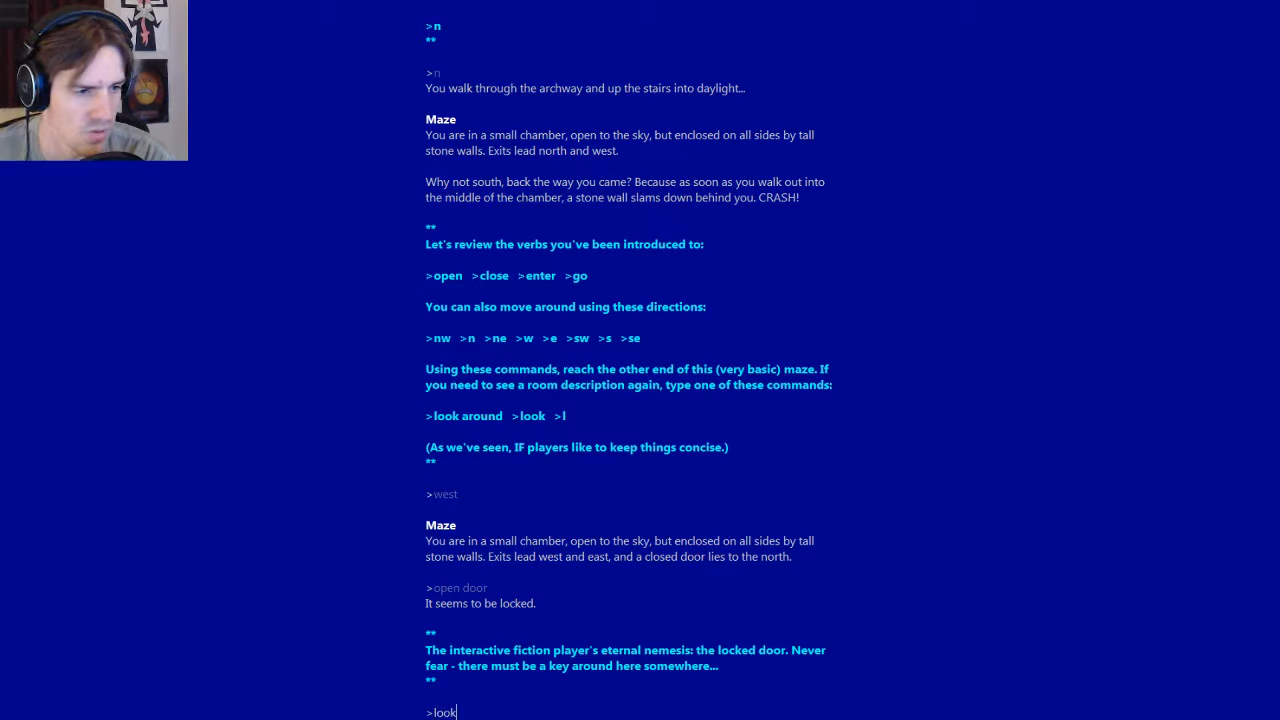 >n
**
>n
You walk through the archway and up the stairs into daylight...
Maze
You are in a small chamber, open to the sky, but enclosed on all sides by tall
stone walls. Exits lead north and west.
Why not south, back the way you came? Because as soon as you walk out into
the middle of the chamber, a stone wall slams down behind you. CRASH!
**
Let's review the verbs you've been introduced to:
>open >close >enter >go
You can also move around using these directions:
>nw >n >ne >w >e >sw >s >se
Using these commands, reach the other end of this (very basic) maze. If
you need to see a room description again, type one of these commands:
>look around >look >l
(As we've seen, IF players like to keep things concise.)
**
>west
Maze
You are in a small chamber, open to the sky, but enclosed on all sides by tall
stone walls. Exits lead west and east, and a closed door lies to the north.
>open door
It seems to be locked.
**
The interactive fiction player's eternal nemesis: the locked door. Never
fear - there must be a key around here somewhere...
**
>look